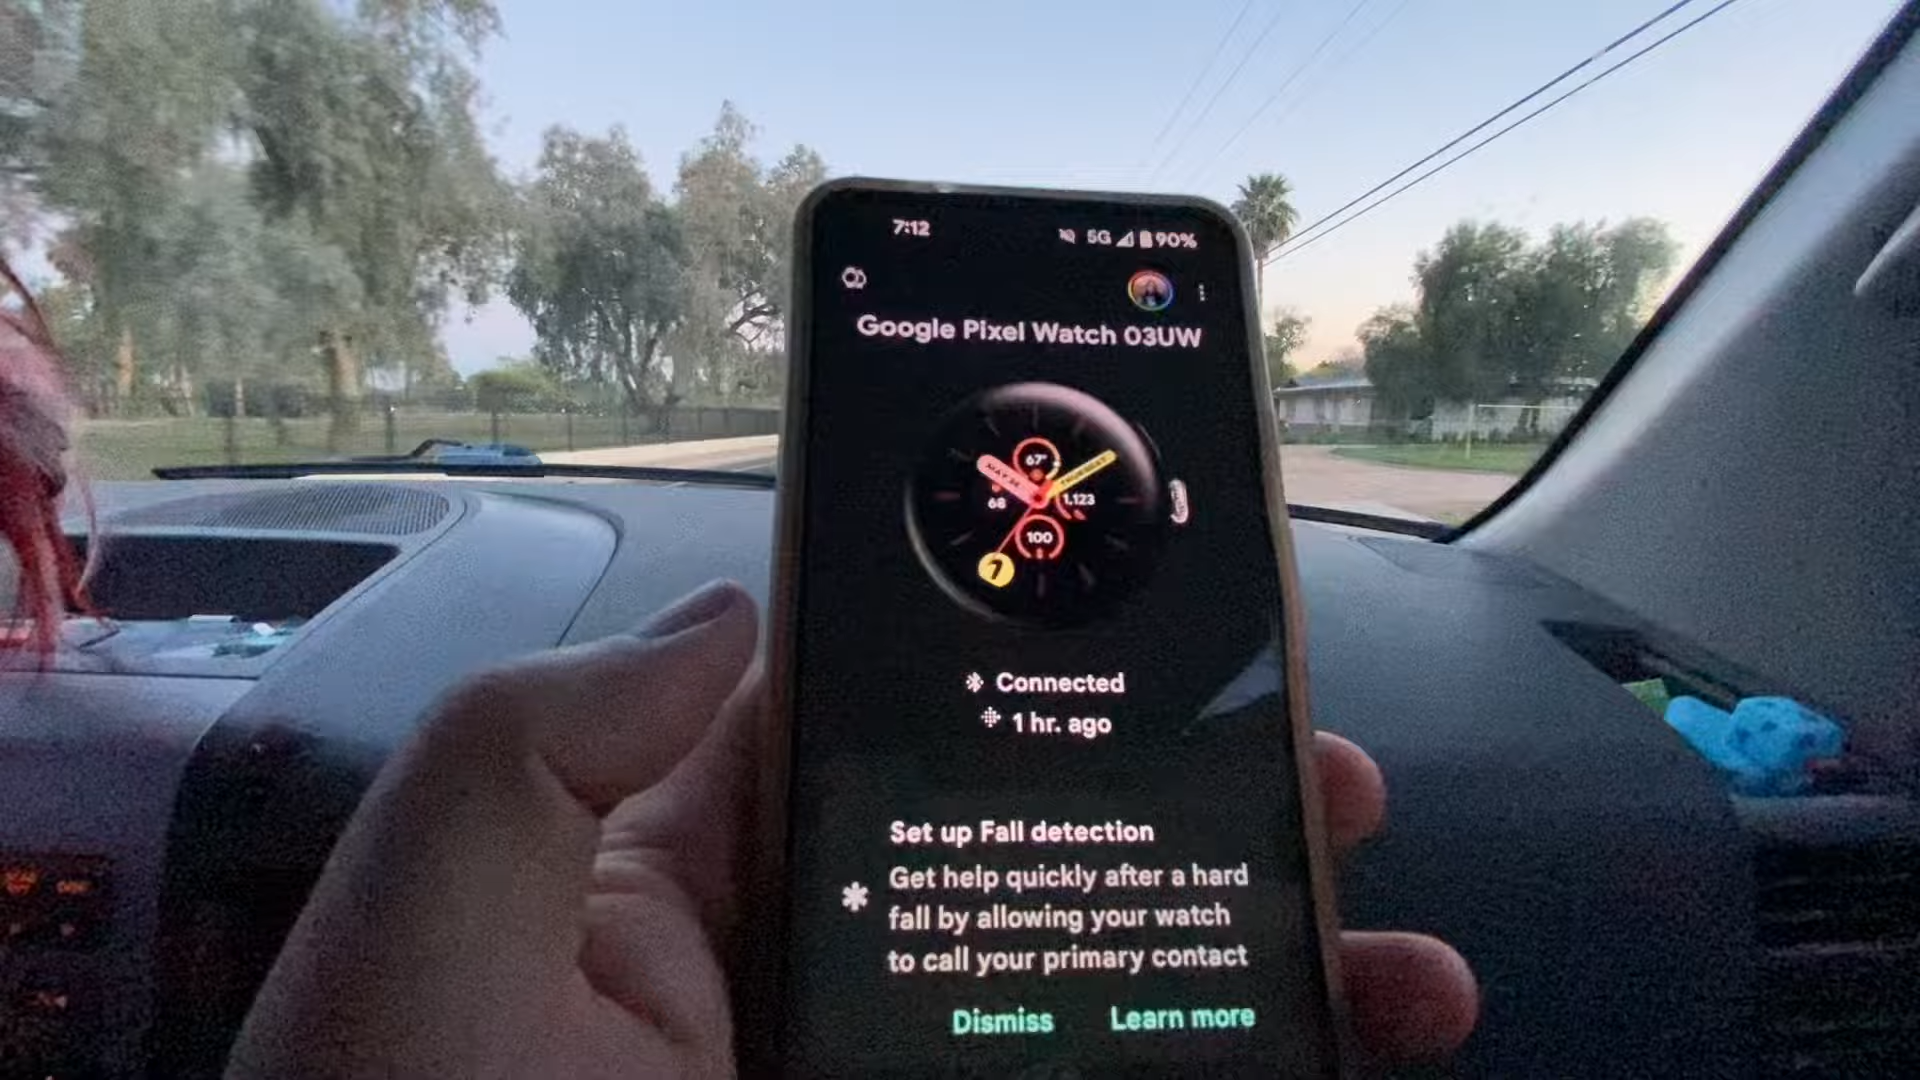 7:12
5G 90%
Google Pixel Watch 03UW
67°
THURSDAY
68
1,123
100
7
Connected
1 hr. ago
Set up Fall detection
Get help quickly after a hard
fall by allowing your watch
to call your primary contact
Dismiss Learn more